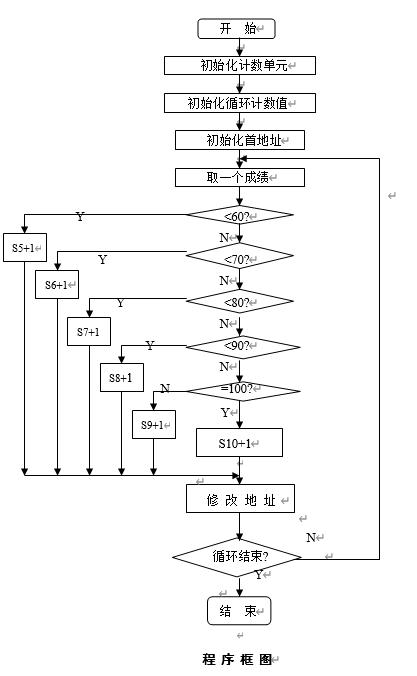 开 始
初始化计数单元
初始化循环计数值
初始化首地址
取一个成绩
<60?
Y
N
S5+1
<70?
Y
N
S6+1
<80?
Y
N
S7+1
<90?
Y
N
S8+1
=100?
N
Y
S9+1
S10+1
修 改 地 址
N
循环结束?
Y
结 束
程 序 框 图